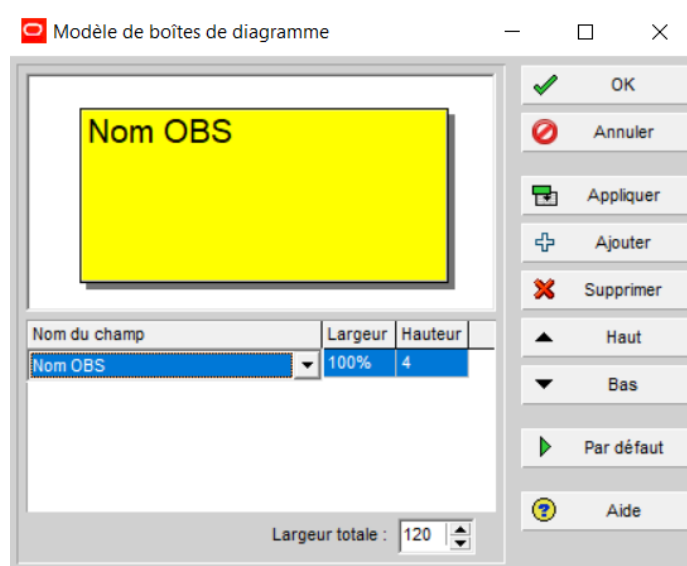 Modèle de boîtes de diagramme
Nom OBS
Nom du champ Largeur Hauteur
Nom OBS 100% 4
Largeur totale : 120
OK
Annuler
Appliquer
Ajouter
Supprimer
Haut
Bas
Par défaut
? Aide